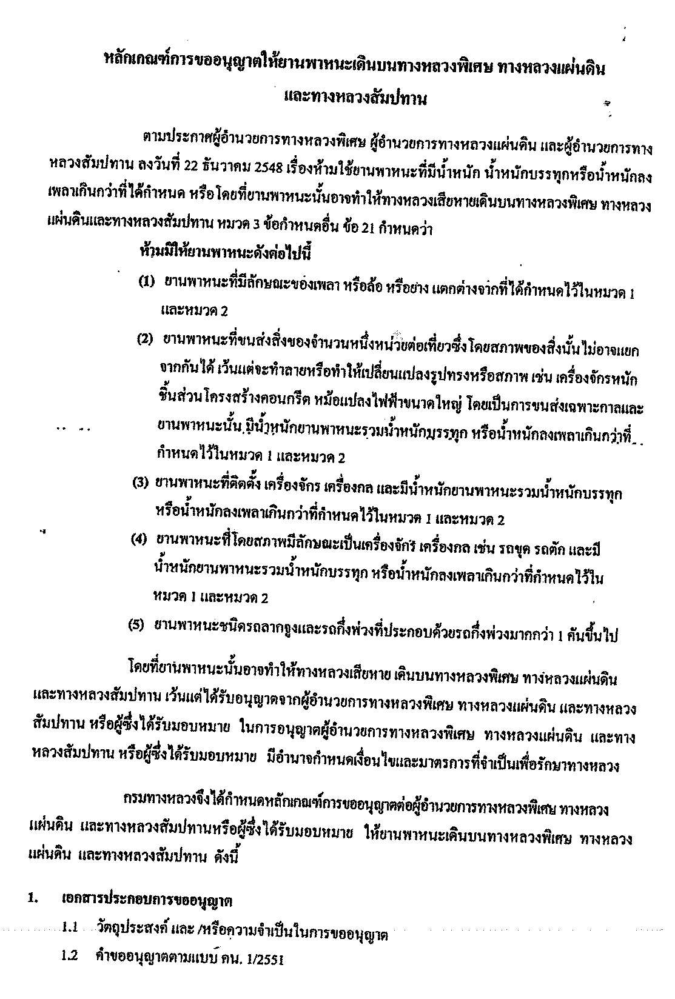 หลักเกณฑ์การขออนุญาตให้ยานพาหนะเดินบนทางหลวงพิเศษ ทางหลวงแผ่นดิน
และทางหลวงสัมปทาน
ตามประกาศผู้อำนวยการทางหลวงพิเศษ ผู้อำนวยการทางหลวงแผ่นดิน และผู้อำนวยการทาง
หลวงสัมปทาน ลงวันที่ 22 ธันวาคม 2548 เรื่องห้ามใช้ยานพาหนะที่มีน้ำหนัก น้ำหนักบรรทุกหรือน้ำหนักลง
เพลาเกินกว่าที่ได้กำหนด หรือโดยที่ยานพาหนะนั้นอาจทำให้ทางหลวงเสียหายเดินบนทางหลวงพิเศษ ทางหลวง
แผ่นดินและทางหลวงสัมปทาน หมวด 3 ข้อกำหนดอื่น ข้อ 21 กำหนดว่า
ห้ามมิให้ยานพาหนะดังต่อไปนี้
(1) ยานพาหนะที่มีลักษณะของเพลา หรือล้อ หรือยาง แตกต่างจากที่ได้กำหนดไว้ในหมวด 1
และหมวด 2
(2) ยานพาหนะที่ขนส่งสิ่งของจำนวนหนึ่งหน่วยต่อเที่ยวซึ่งโดยสภาพของสิ่งนั้นไม่อาจแยก
จากกันได้ เว้นแต่จะทำลายหรือทำให้เปลี่ยนแปลงรูปทรงหรือสภาพ เช่น เครื่องจักรหนัก
ชิ้นส่วนโครงสร้างคอนกรีต หม้อแปลงไฟฟ้าขนาดใหญ่ โดยเป็นการขนส่งเฉพาะกาลและ
ยานพาหนะนั้น มีน้ำหนักยานพาหนะรวมน้ำหนักบรรทุก หรือน้ำหนักลงเพลาเกินกว่าที่
กำหนดไว้ในหมวด 1 และหมวด 2
(3) ยานพาหนะที่ติดตั้ง เครื่องจักร เครื่องกล และมีน้ำหนักยานพาหนะรวมน้ำหนักบรรทุก
หรือน้ำหนักลงเพลาเกินกว่าที่กำหนดไว้ในหมวด 1 และหมวด 2
(4) ยานพาหนะที่โดยสภาพมีลักษณะเป็นเครื่องจักร เครื่องกล เช่น รถขุด รถตัก และมี
น้ำหนักยานพาหนะรวมน้ำหนักบรรทุก หรือน้ำหนักลงเพลาเกินกว่าที่กำหนดไว้ใน
หมวด 1 และหมวด 2
(5) ยานพาหนะชนิดรถลากจูงและรถกึ่งพ่วงที่ประกอบด้วยรถกึ่งพ่วงมากกว่า 1 คันขึ้นไป
โดยที่ยานพาหนะนั้นอาจทำให้ทางหลวงเสียหาย เดินบนทางหลวงพิเศษ ทางหลวงแผ่นดิน
และทางหลวงสัมปทาน เว้นแต่ได้รับอนุญาตจากผู้อำนวยการทางหลวงพิเศษ ทางหลวงแผ่นดิน และทางหลวง
สัมปทาน หรือผู้ซึ่งได้รับมอบหมาย ในการอนุญาตผู้อำนวยการทางหลวงพิเศษ ทางหลวงแผ่นดิน และทาง
หลวงสัมปทาน หรือผู้ซึ่งได้รับมอบหมาย มีอำนาจกำหนดเงื่อนไขและมาตรการที่จำเป็นเพื่อรักษาทางหลวง
กรมทางหลวงจึงได้กำหนดหลักเกณฑ์การขออนุญาตต่อผู้อำนวยการทางหลวงพิเศษ ทางหลวง
แผ่นดิน และทางหลวงสัมปทานหรือผู้ซึ่งได้รับมอบหมาย ให้ยานพาหนะเดินบนทางหลวงพิเศษ ทางหลวง
แผ่นดิน และทางหลวงสัมปทาน ดังนี้
1. เอกสารประกอบการขออนุญาต
1.1 วัตถุประสงค์ และ /หรือความจำเป็นในการขออนุญาต
1.2 คำขออนุญาตตามแบบ คน. 1/2551